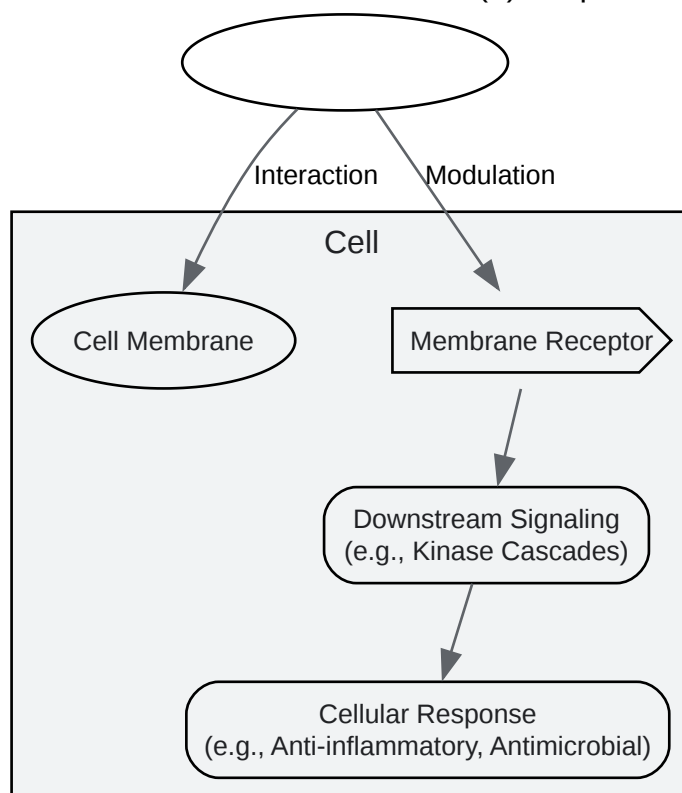 Interaction
Modulation
Cell
Cell Membrane
Membrane Receptor
Downstream Signaling
(e.g., Kinase Cascades)
Cellular Response
(e.g., Anti-inflammatory, Antimicrobial)